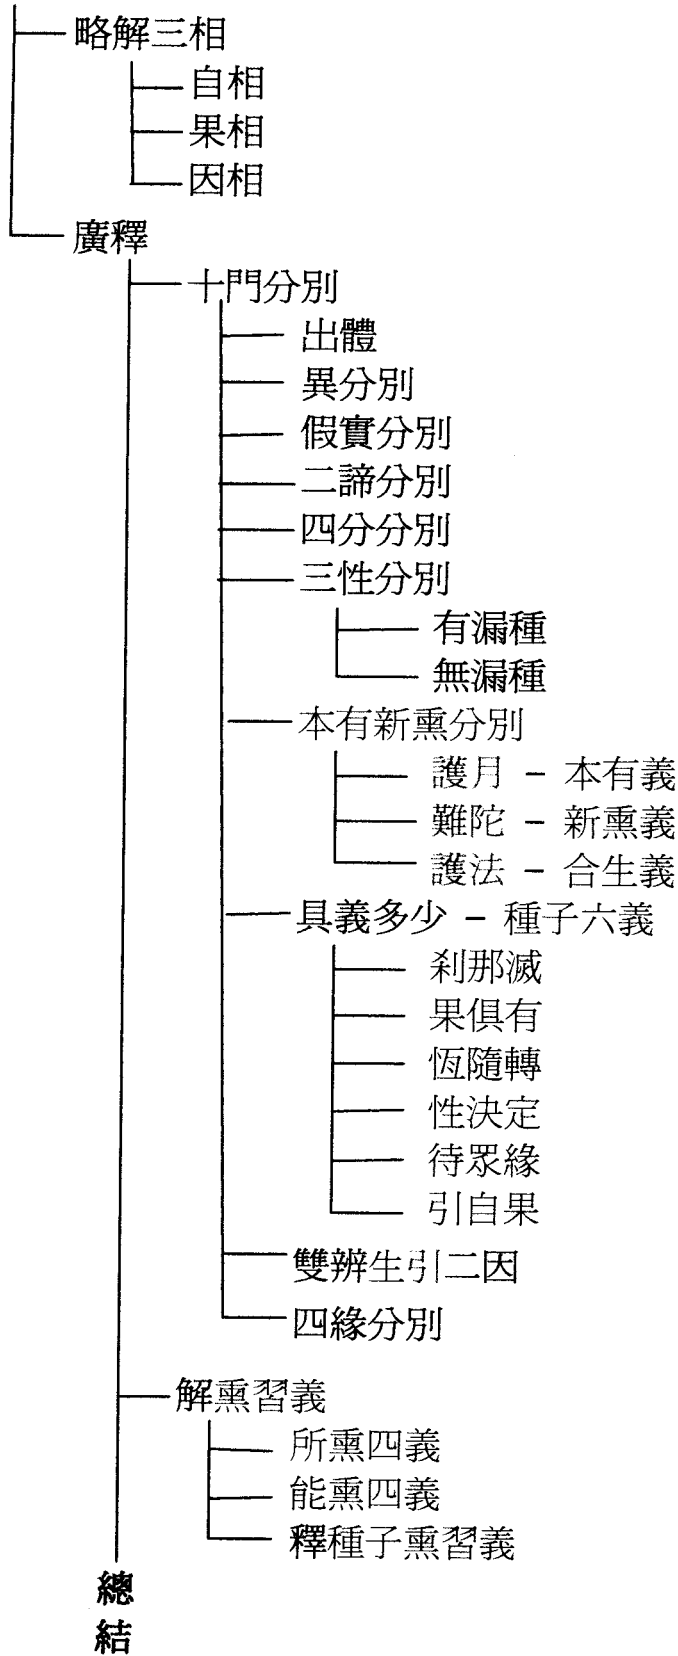 略解三相
自相
果相
因相
廣釋
十門分別
出體
異分別
假實分別
二諦分別
四分分別
三性分別
有漏種
無漏種
本有新熏分別
護月 – 本有義
難陀 – 新熏義
護法 – 合生義
具義多少 – 種子六義
剎那滅
果俱有
恆隨轉
性決定
待眾緣
引自果
雙辨生引二因
四緣分別
解熏習義
所熏四義
能熏四義
釋種子熏習義
總
結